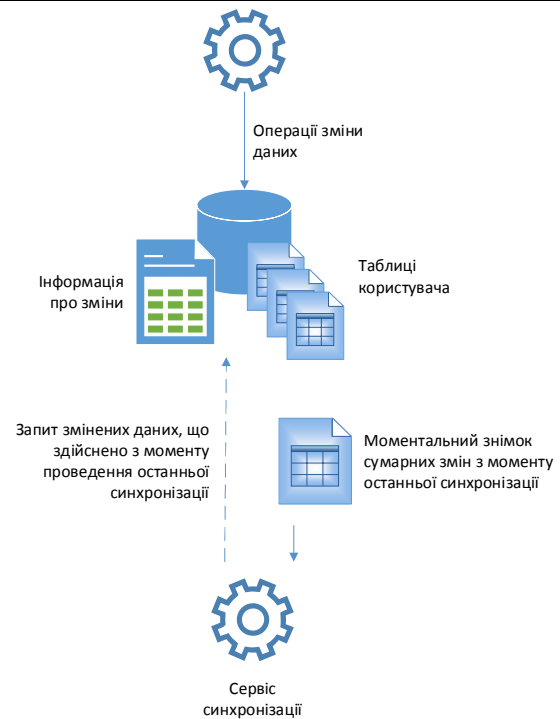 Операції зміни
даних
Інформація
про зміни
Таблиці
користувача
Запит змінених даних, що
здійснено з моменту
проведення останньої
синхронізації
Моментальний знімок
сумарних змін з моменту
останньої синхронізації
Сервіс
синхронізації